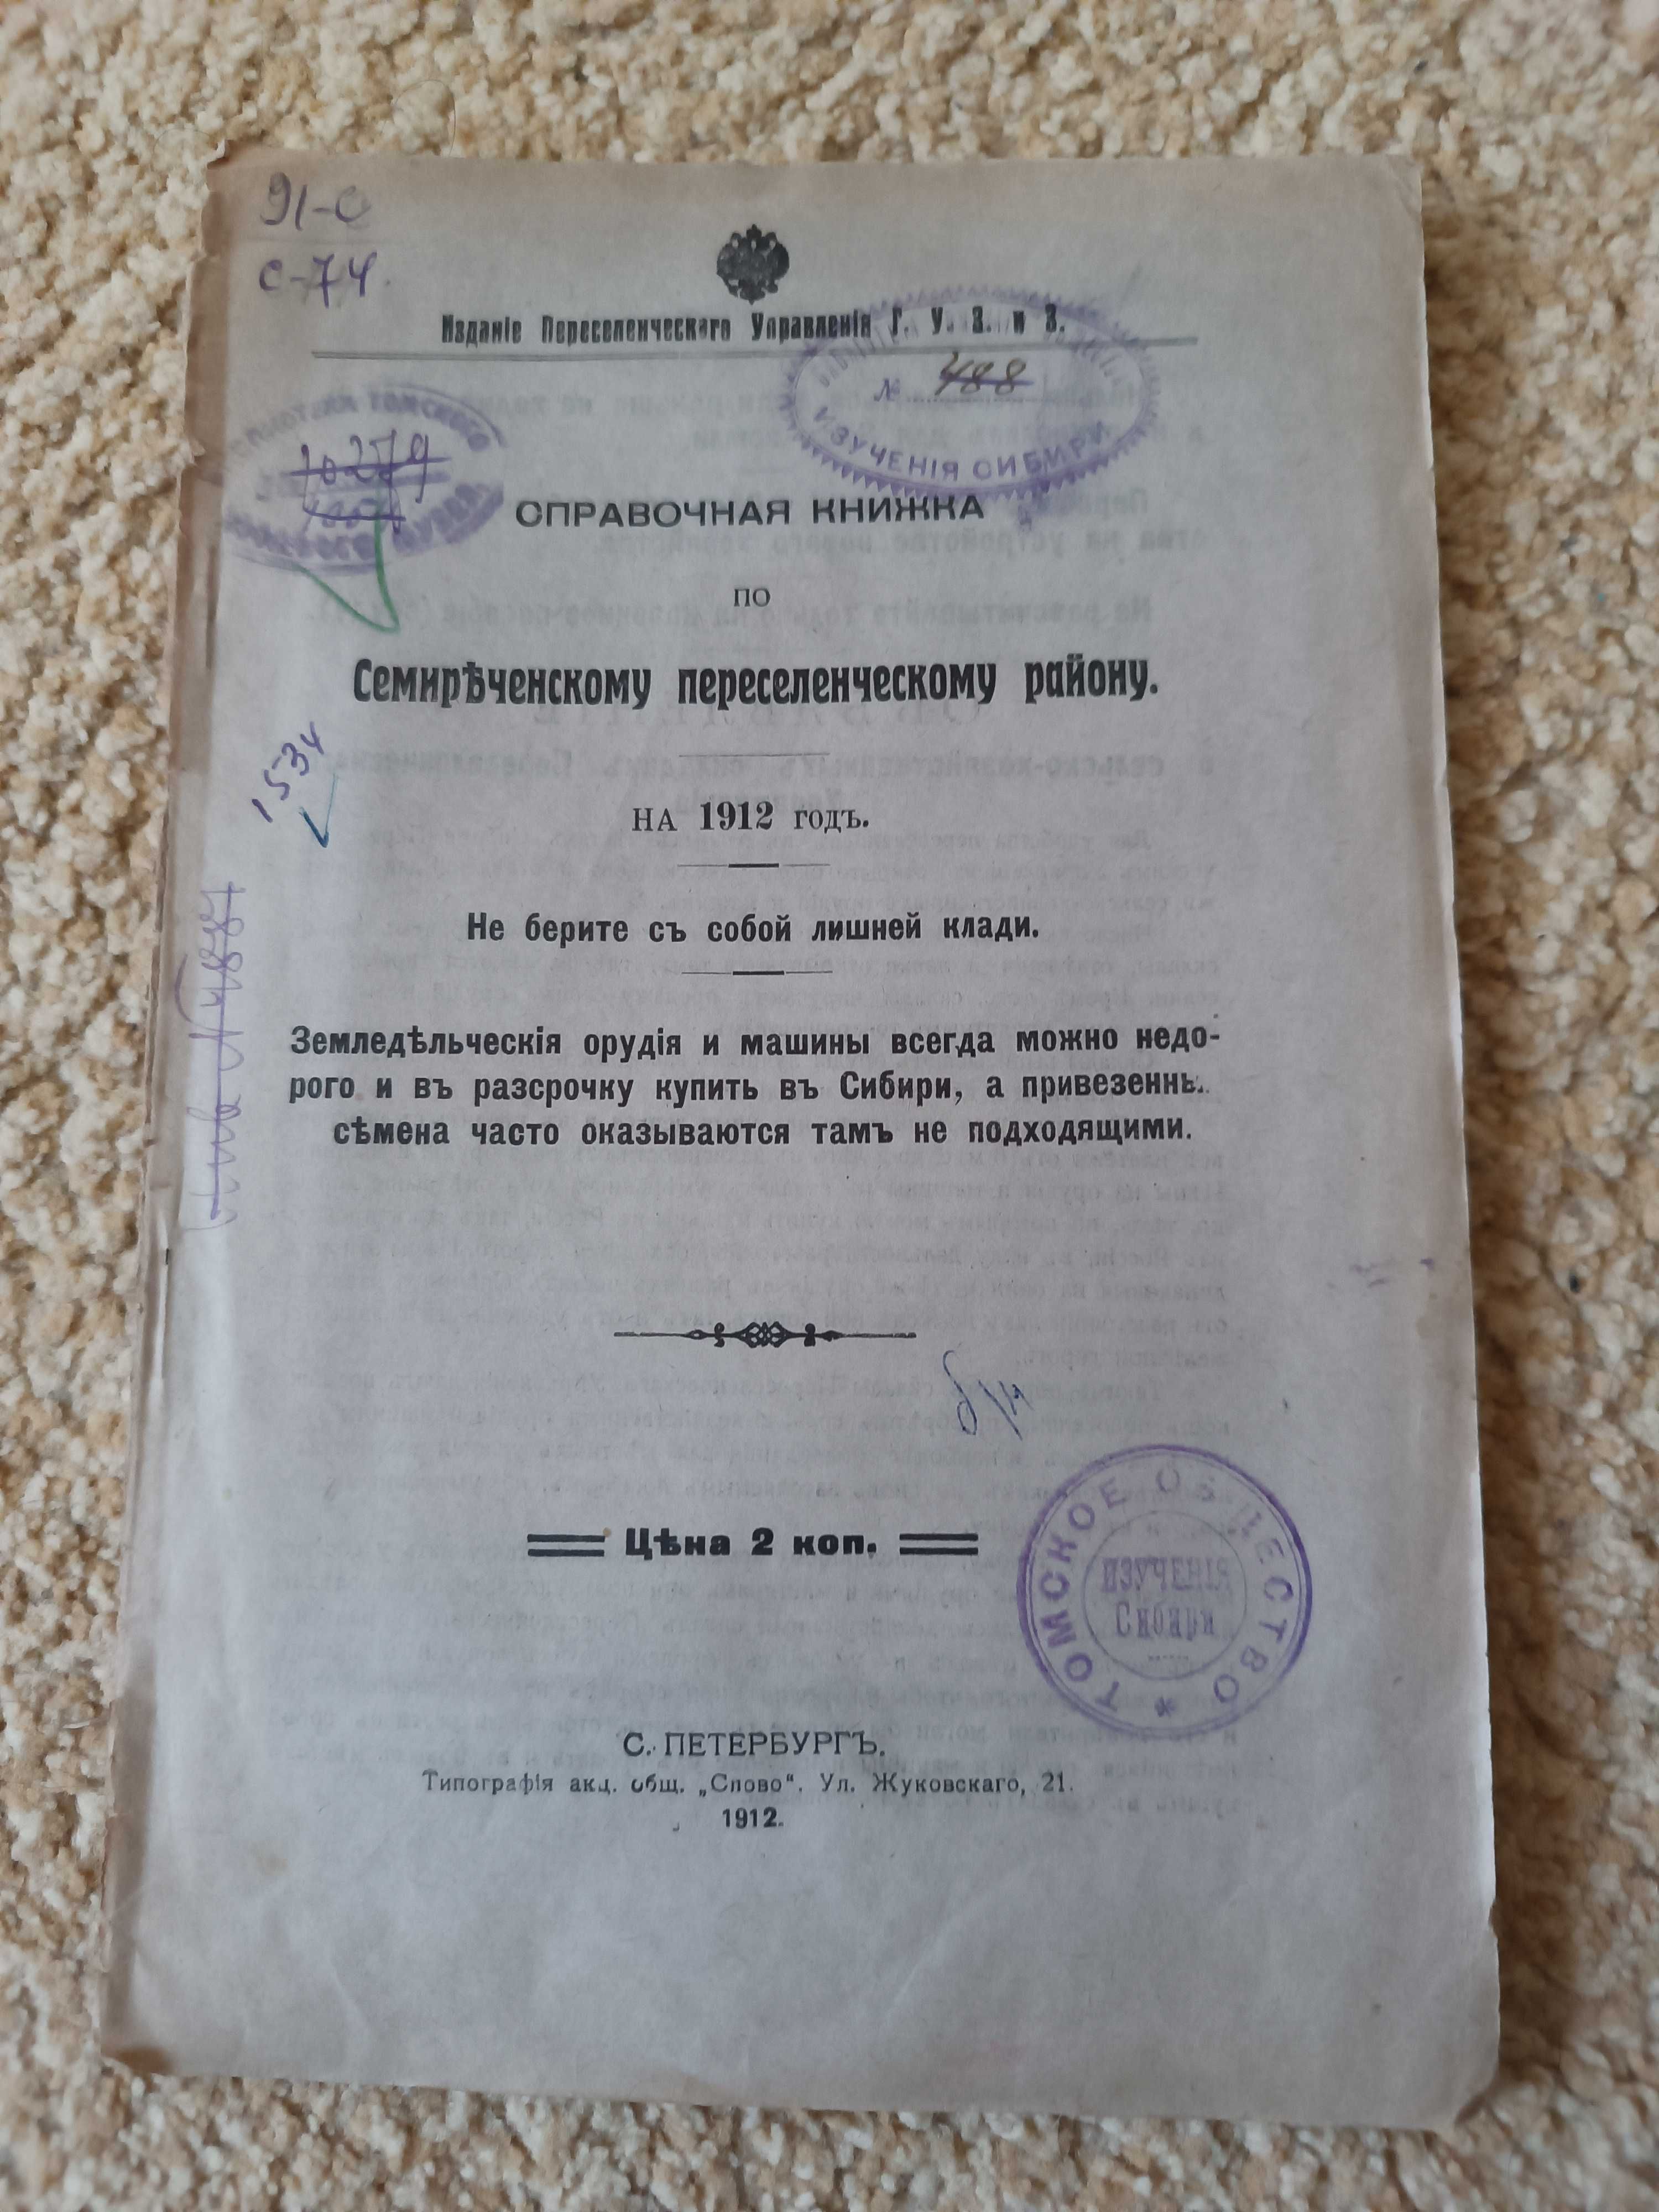 91-С
С-74.
Изданіе Переселенческаго Управленія Г. У. З. и З.
№ 488
ИЗУЧЕНІЯ СИБИРИ
ТОМСКАГО
10279
СПРАВОЧНАЯ КНИЖКА
ПО
Семирѣченскому переселенческому району.
1534
НА 1912 годъ.
Не берите съ собой лишней клади.
Земледѣльческія орудія и машины всегда можно недо-
рого и въ разсрочку купить въ Сибири, а привезенн
сѣмена часто оказываются тамъ не подходящими.
б/н
Цѣна 2 коп.
ТОМСКОЕ ОБЩЕСТВО
ИЗУЧЕНІЯ
Сибири
С. ПЕТЕРБУРГЪ.
Типографія акц. общ. „Слово“. Ул. Жуковскаго, 21.
1912.